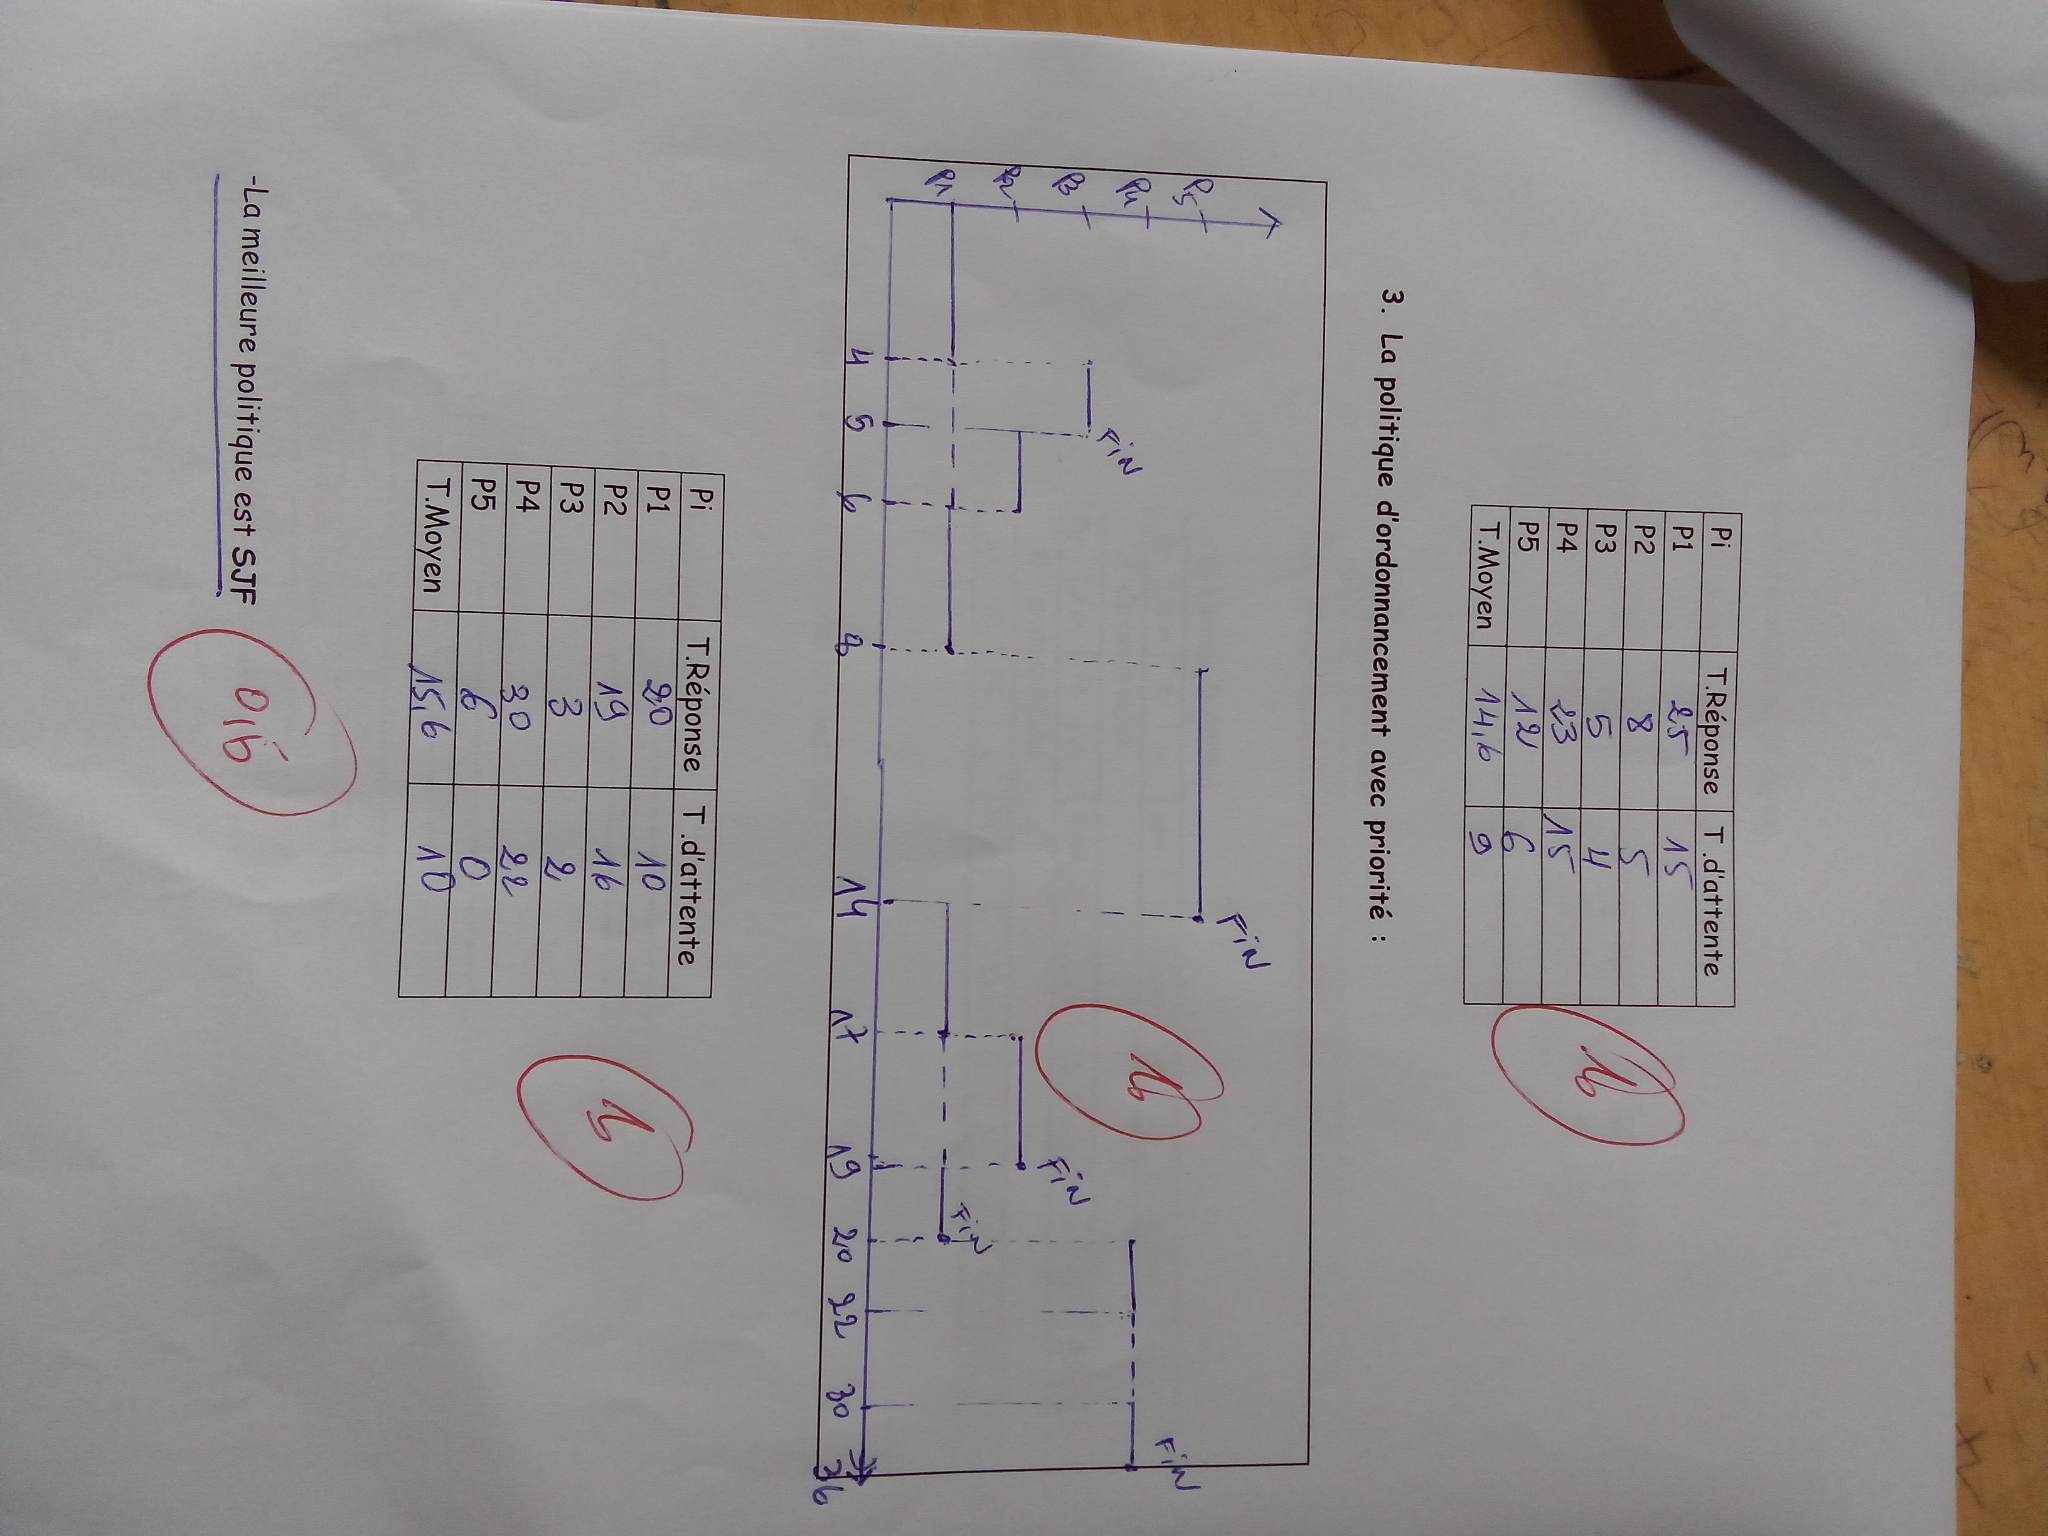 Pi T.Réponse T.d'attente
P1 25 15
P2 8 5
P3 5 4
P4 23 15
P5 12 6
T.Moyen 14,6 9
3. La politique d'ordonnancement avec priorité :
P5
P4
P3
P2
P1
FiN
FiN
FiN
FiN
FiN
4 5 6 8 14 17 19 20 22 30 36
Pi T.Réponse T.d'attente
P1 20 10
P2 19 16
P3 3 2
P4 30 22
P5 6 0
T.Moyen 15,6 10
-La meilleure politique est SJF
0,5